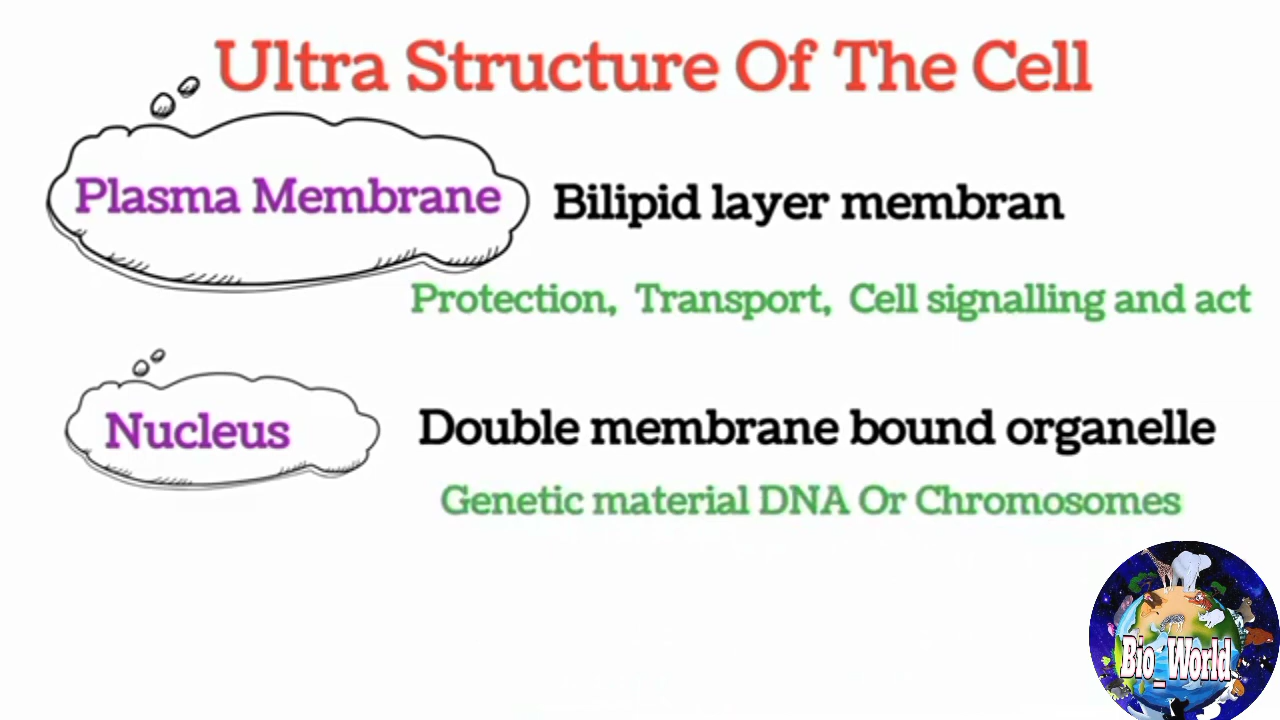 Ultra Structure Of The Cell
Plasma Membrane
Bilipid layer membran
Protection, Transport, Cell signalling and act
Nucleus
Double membrane bound organelle
Genetic material DNA Or Chromosomes
Bio_World